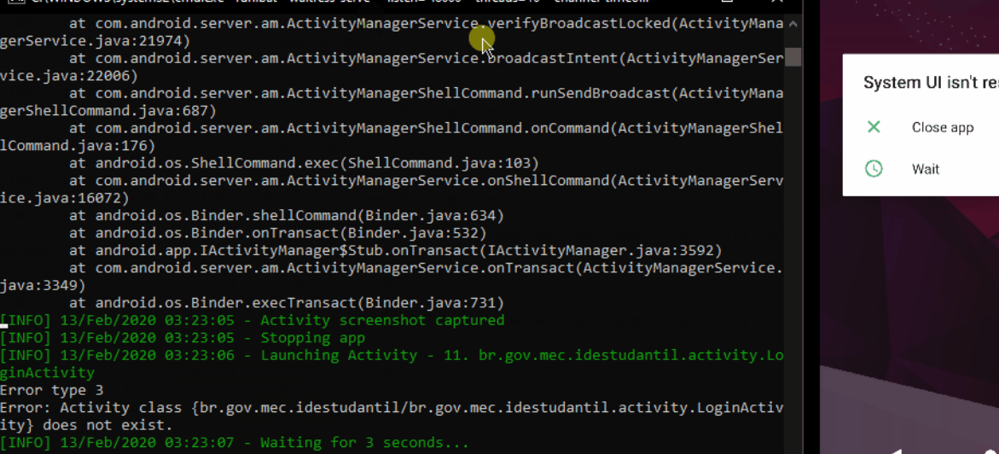 at com.android.server.am.ActivityManagerService.verifyBroadcastLocked(ActivityMana
gerService.java:21974)
at com.android.server.am.ActivityManagerService.broadcastIntent(ActivityManagerSer
vice.java:22006)
at com.android.server.am.ActivityManagerShellCommand.runSendBroadcast(ActivityMana
gerShellCommand.java:687)
at com.android.server.am.ActivityManagerShellCommand.onCommand(ActivityManagerShel
lCommand.java:176)
at android.os.ShellCommand.exec(ShellCommand.java:103)
at com.android.server.am.ActivityManagerService.onShellCommand(ActivityManagerServ
ice.java:16072)
at android.os.Binder.shellCommand(Binder.java:634)
at android.os.Binder.onTransact(Binder.java:532)
at android.app.IActivityManager$Stub.onTransact(IActivityManager.java:3592)
at com.android.server.am.ActivityManagerService.onTransact(ActivityManagerService.
java:3349)
at android.os.Binder.execTransact(Binder.java:731)
[INFO] 13/Feb/2020 03:23:05 - Activity screenshot captured
[INFO] 13/Feb/2020 03:23:05 - Stopping app
[INFO] 13/Feb/2020 03:23:06 - Launching Activity - 11. br.gov.mec.idestudantil.activity.Lo
ginActivity
Error type 3
Error: Activity class {br.gov.mec.idestudantil/br.gov.mec.idestudantil.activity.LoginActiv
ity} does not exist.
[INFO] 13/Feb/2020 03:23:07 - Waiting for 3 seconds...
System UI isn't res
Close app
Wait